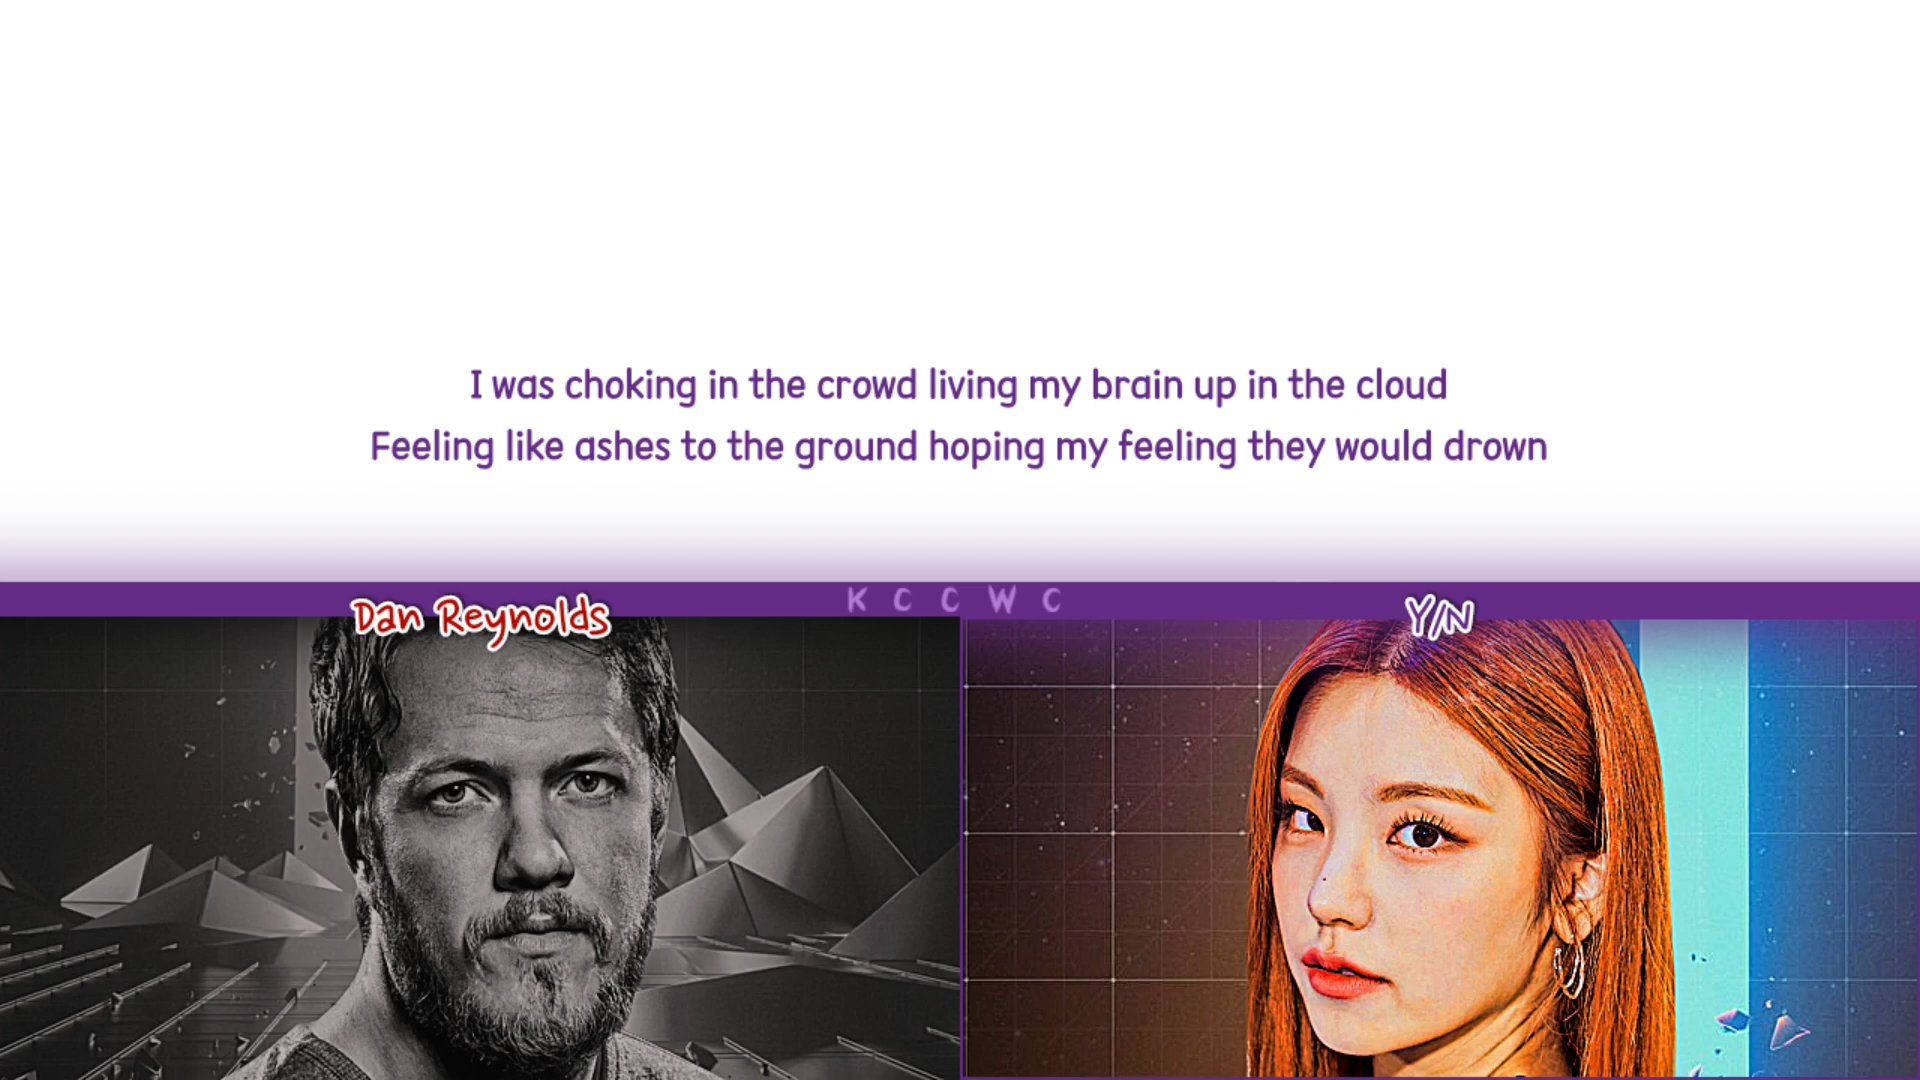 I was choking in the crowd living my brain up in the cloud
Feeling like ashes to the ground hoping my feeling they would drown
K C C W C
Dan Reynolds
Y/N